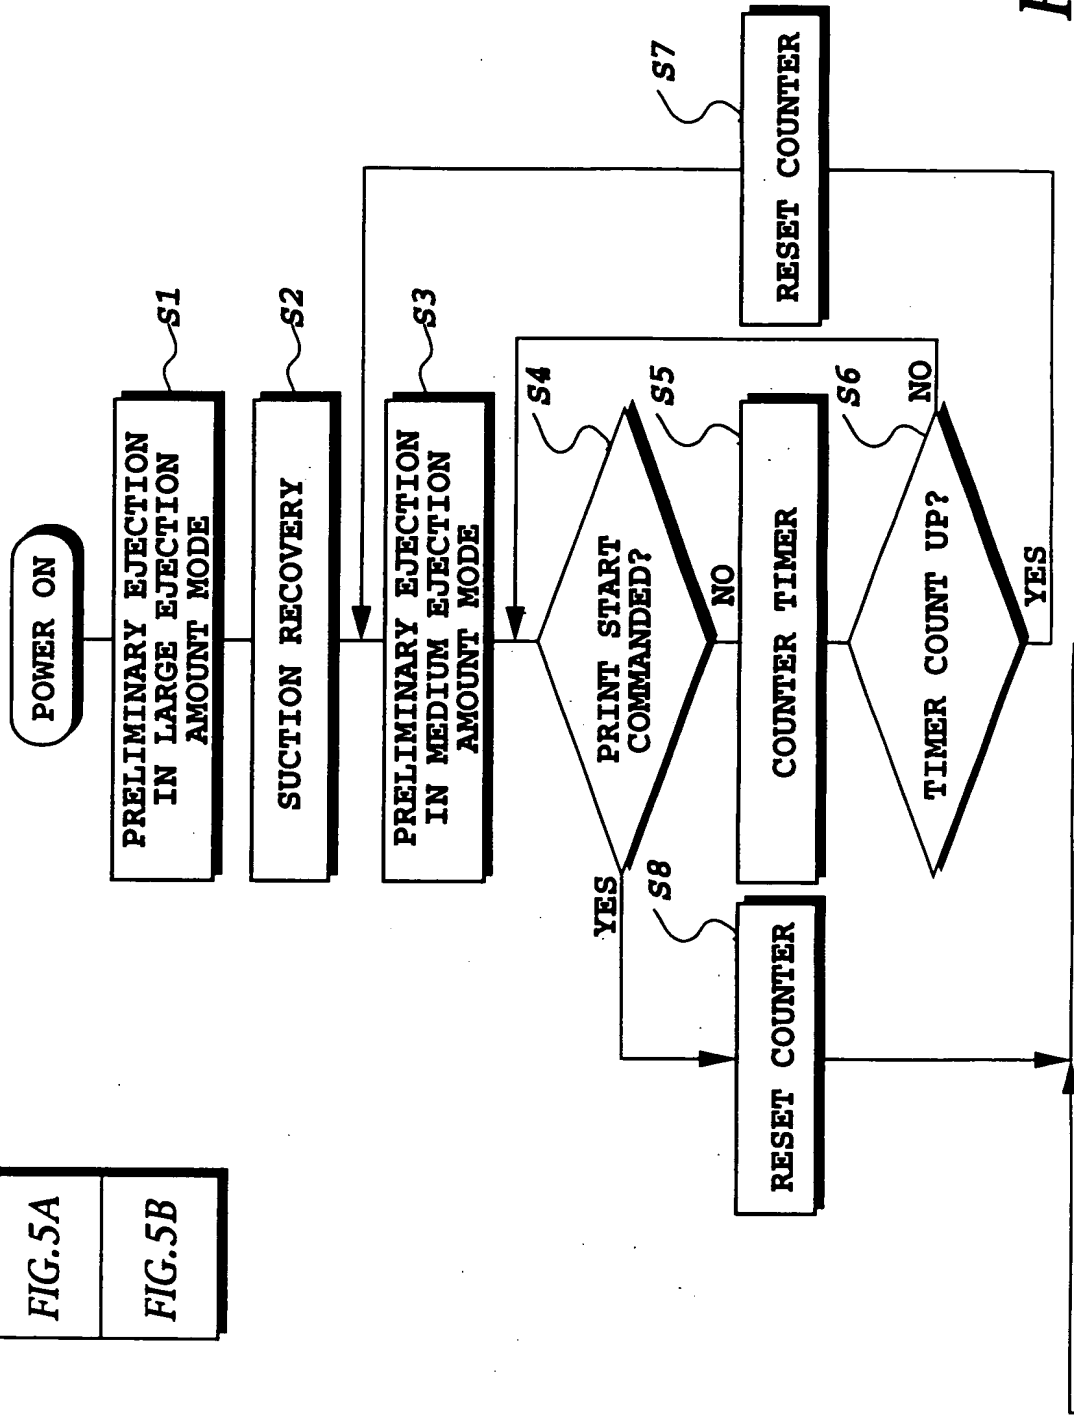 FIG.5A
FIG.5B
POWER ON
PRELIMINARY EJECTION
IN LARGE EJECTION
AMOUNT MODE
S1
SUCTION RECOVERY
S2
PRELIMINARY EJECTION
IN MEDIUM EJECTION
AMOUNT MODE
S3
PRINT START
COMMANDED?
S4
YES
NO
RESET COUNTER
S8
COUNTER TIMER
S5
RESET COUNTER
S7
TIMER COUNT UP?
S6
NO
YES